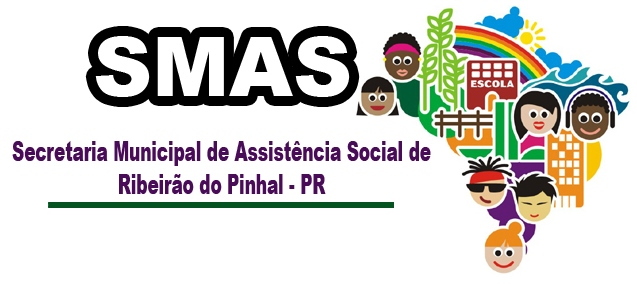 SMAS
ESCOLA
Secretaria Municipal de Assistência Social de
Ribeirão do Pinhal - PR